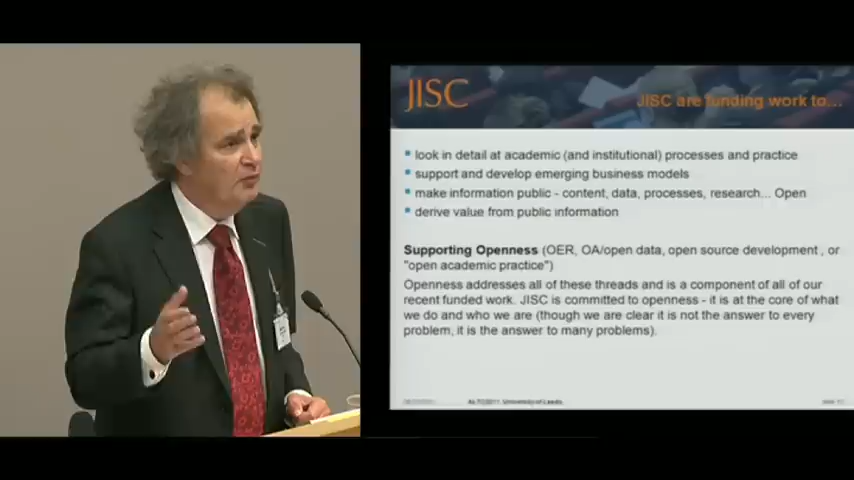 JISC
JISC are funding work to...
look in detail at academic (and institutional) processes and practice
support and develop emerging business models
make information public - content, data, processes, research... Open
derive value from public information
Supporting Openness (OER, OA/open data, open source development , or
"open academic practice")
Openness addresses all of these threads and is a component of all of our
recent funded work. JISC is committed to openness - it is at the core of what
we do and who we are (though we are clear it is not the answer to every
problem, it is the answer to many problems).
University of Leeds